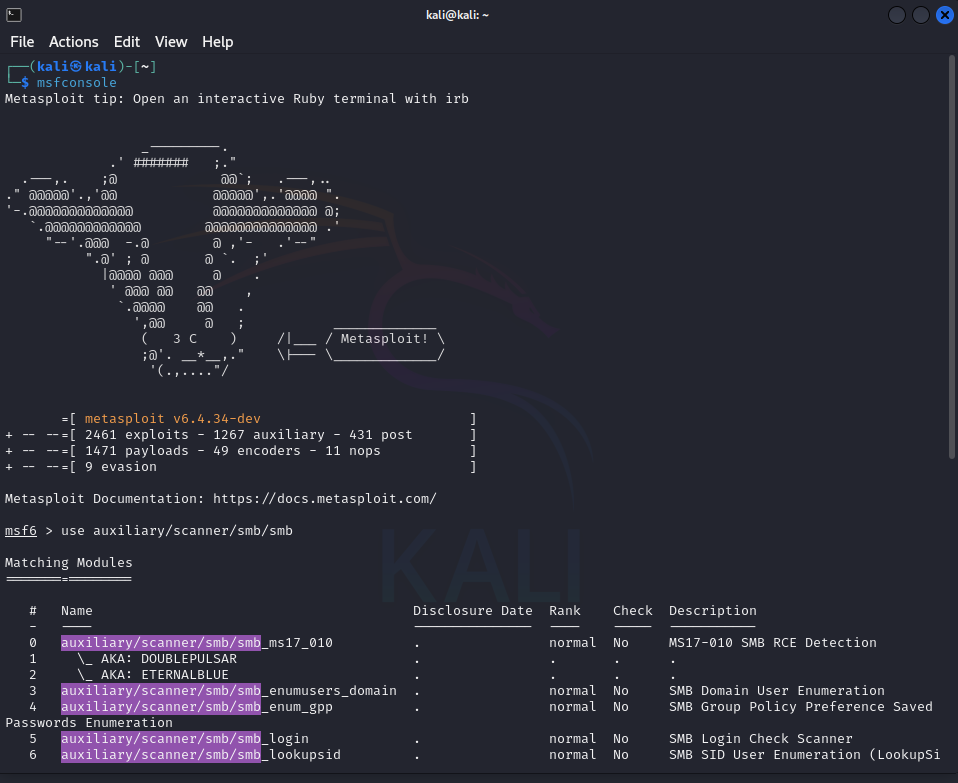 kali@kali: ~
File Actions Edit View Help
┌──(kali㉿kali)-[~]
└─$ msfconsole
Metasploit tip: Open an interactive Ruby terminal with irb
                 _---------.
             .' #######   ;."
  .---,.    ;@             @@`;   .---,..
." @@@@@'.,'@@            @@@@@',.'@@@@ ".
'-.@@@@@@@@@@@@@          @@@@@@@@@@@@@ @;
   `.@@@@@@@@@@@@        @@@@@@@@@@@@@@ .'
     "--'.@@@  -.@        @ ,'-   .'--"
          ".@' ; @       @ `.  ;'
            |@@@@ @@@     @    .
             ' @@@ @@   @@    ,
              `.@@@@    @@   .
                ',@@     @   ;           _____________
                 (   3 C    )     /|___ / Metasploit! \
                 ;@'. __*__,."    \|--- \_____________/
                  '(.,...."/
       =[ metasploit v6.4.34-dev                          ]
+ -- --=[ 2461 exploits - 1267 auxiliary - 431 post       ]
+ -- --=[ 1471 payloads - 49 encoders - 11 nops           ]
+ -- --=[ 9 evasion                                       ]
Metasploit Documentation: https://docs.metasploit.com/
msf6 > use auxiliary/scanner/smb/smb
KALI
Matching Modules
================
#   Name   Disclosure Date   Rank   Check   Description
-   ----   ---------------   ----   -----   -----------
0   auxiliary/scanner/smb/smb_ms17_010   .   normal   No   MS17-010 SMB RCE Detection
1   \_ AKA: DOUBLEPULSAR   .   .   .   .
2   \_ AKA: ETERNALBLUE   .   .   .   .
3   auxiliary/scanner/smb/smb_enumusers_domain   .   normal   No   SMB Domain User Enumeration
4   auxiliary/scanner/smb/smb_enum_gpp   .   normal   No   SMB Group Policy Preference Saved
Passwords Enumeration
5   auxiliary/scanner/smb/smb_login   .   normal   No   SMB Login Check Scanner
6   auxiliary/scanner/smb/smb_lookupsid   .   normal   No   SMB SID User Enumeration (LookupSi